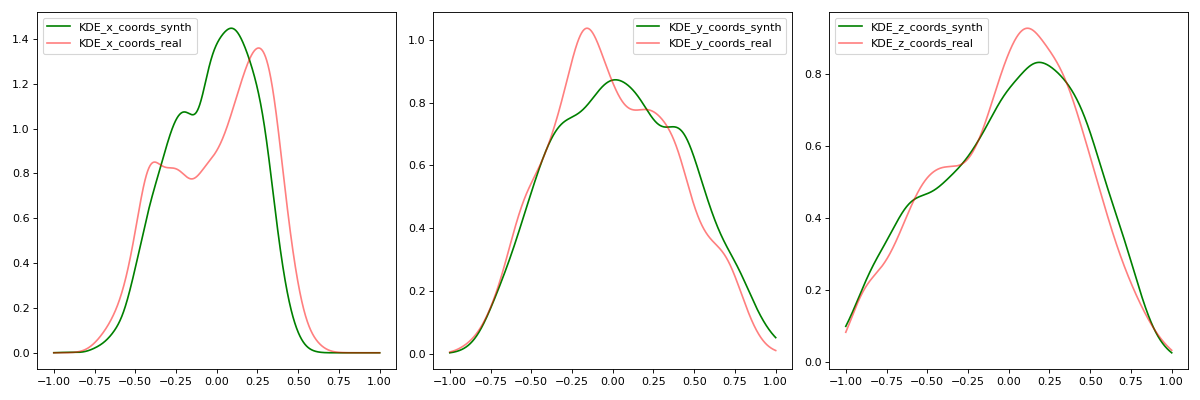 KDE_x_coords_synth
KDE_x_coords_real
1.4
1.2
1.0
0.8
0.6
0.4
0.2
0.0
−1.00 −0.75 −0.50 −0.25 0.00 0.25 0.50 0.75 1.00
KDE_y_coords_synth
KDE_y_coords_real
1.0
0.8
0.6
0.4
0.2
0.0
−1.00 −0.75 −0.50 −0.25 0.00 0.25 0.50 0.75 1.00
KDE_z_coords_synth
KDE_z_coords_real
0.8
0.6
0.4
0.2
0.0
−1.00 −0.75 −0.50 −0.25 0.00 0.25 0.50 0.75 1.00